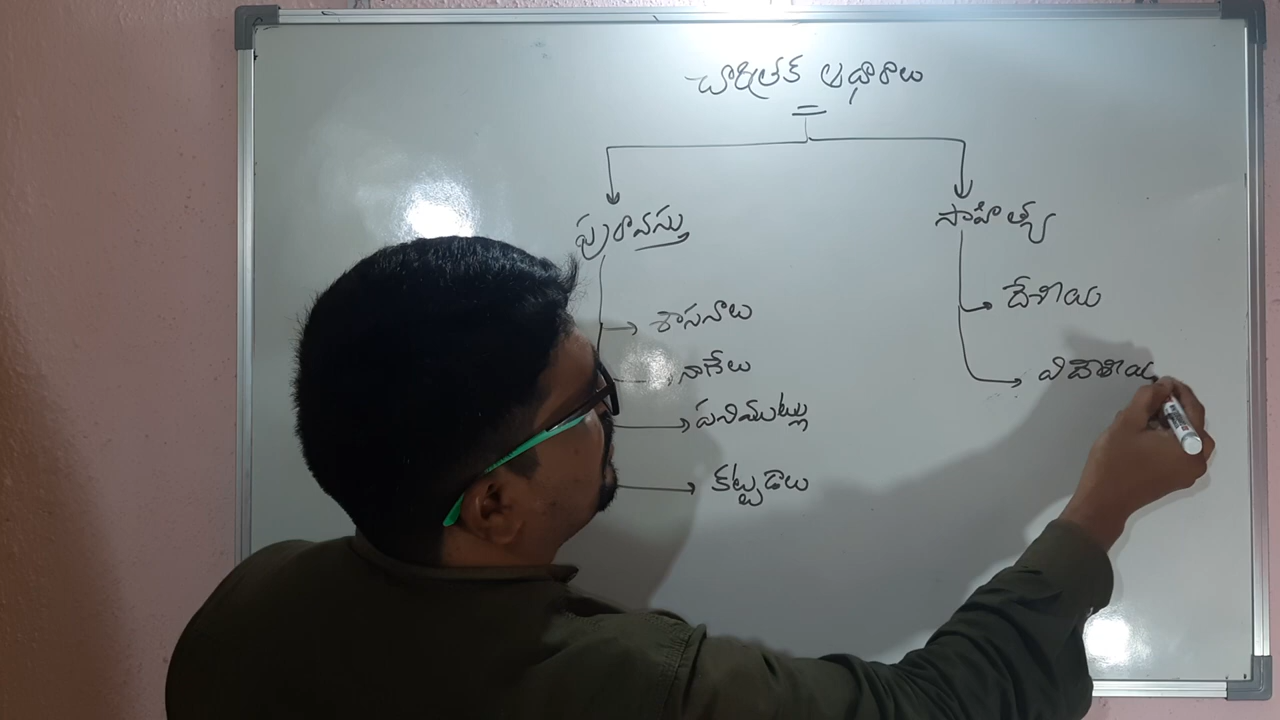 చారిత్రక ఆధారాలు
పురావస్తు
సాహిత్య
శాసనాలు
నాణేలు
పనిముట్లు
కట్టడాలు
దేశీయ
విదేశీయ